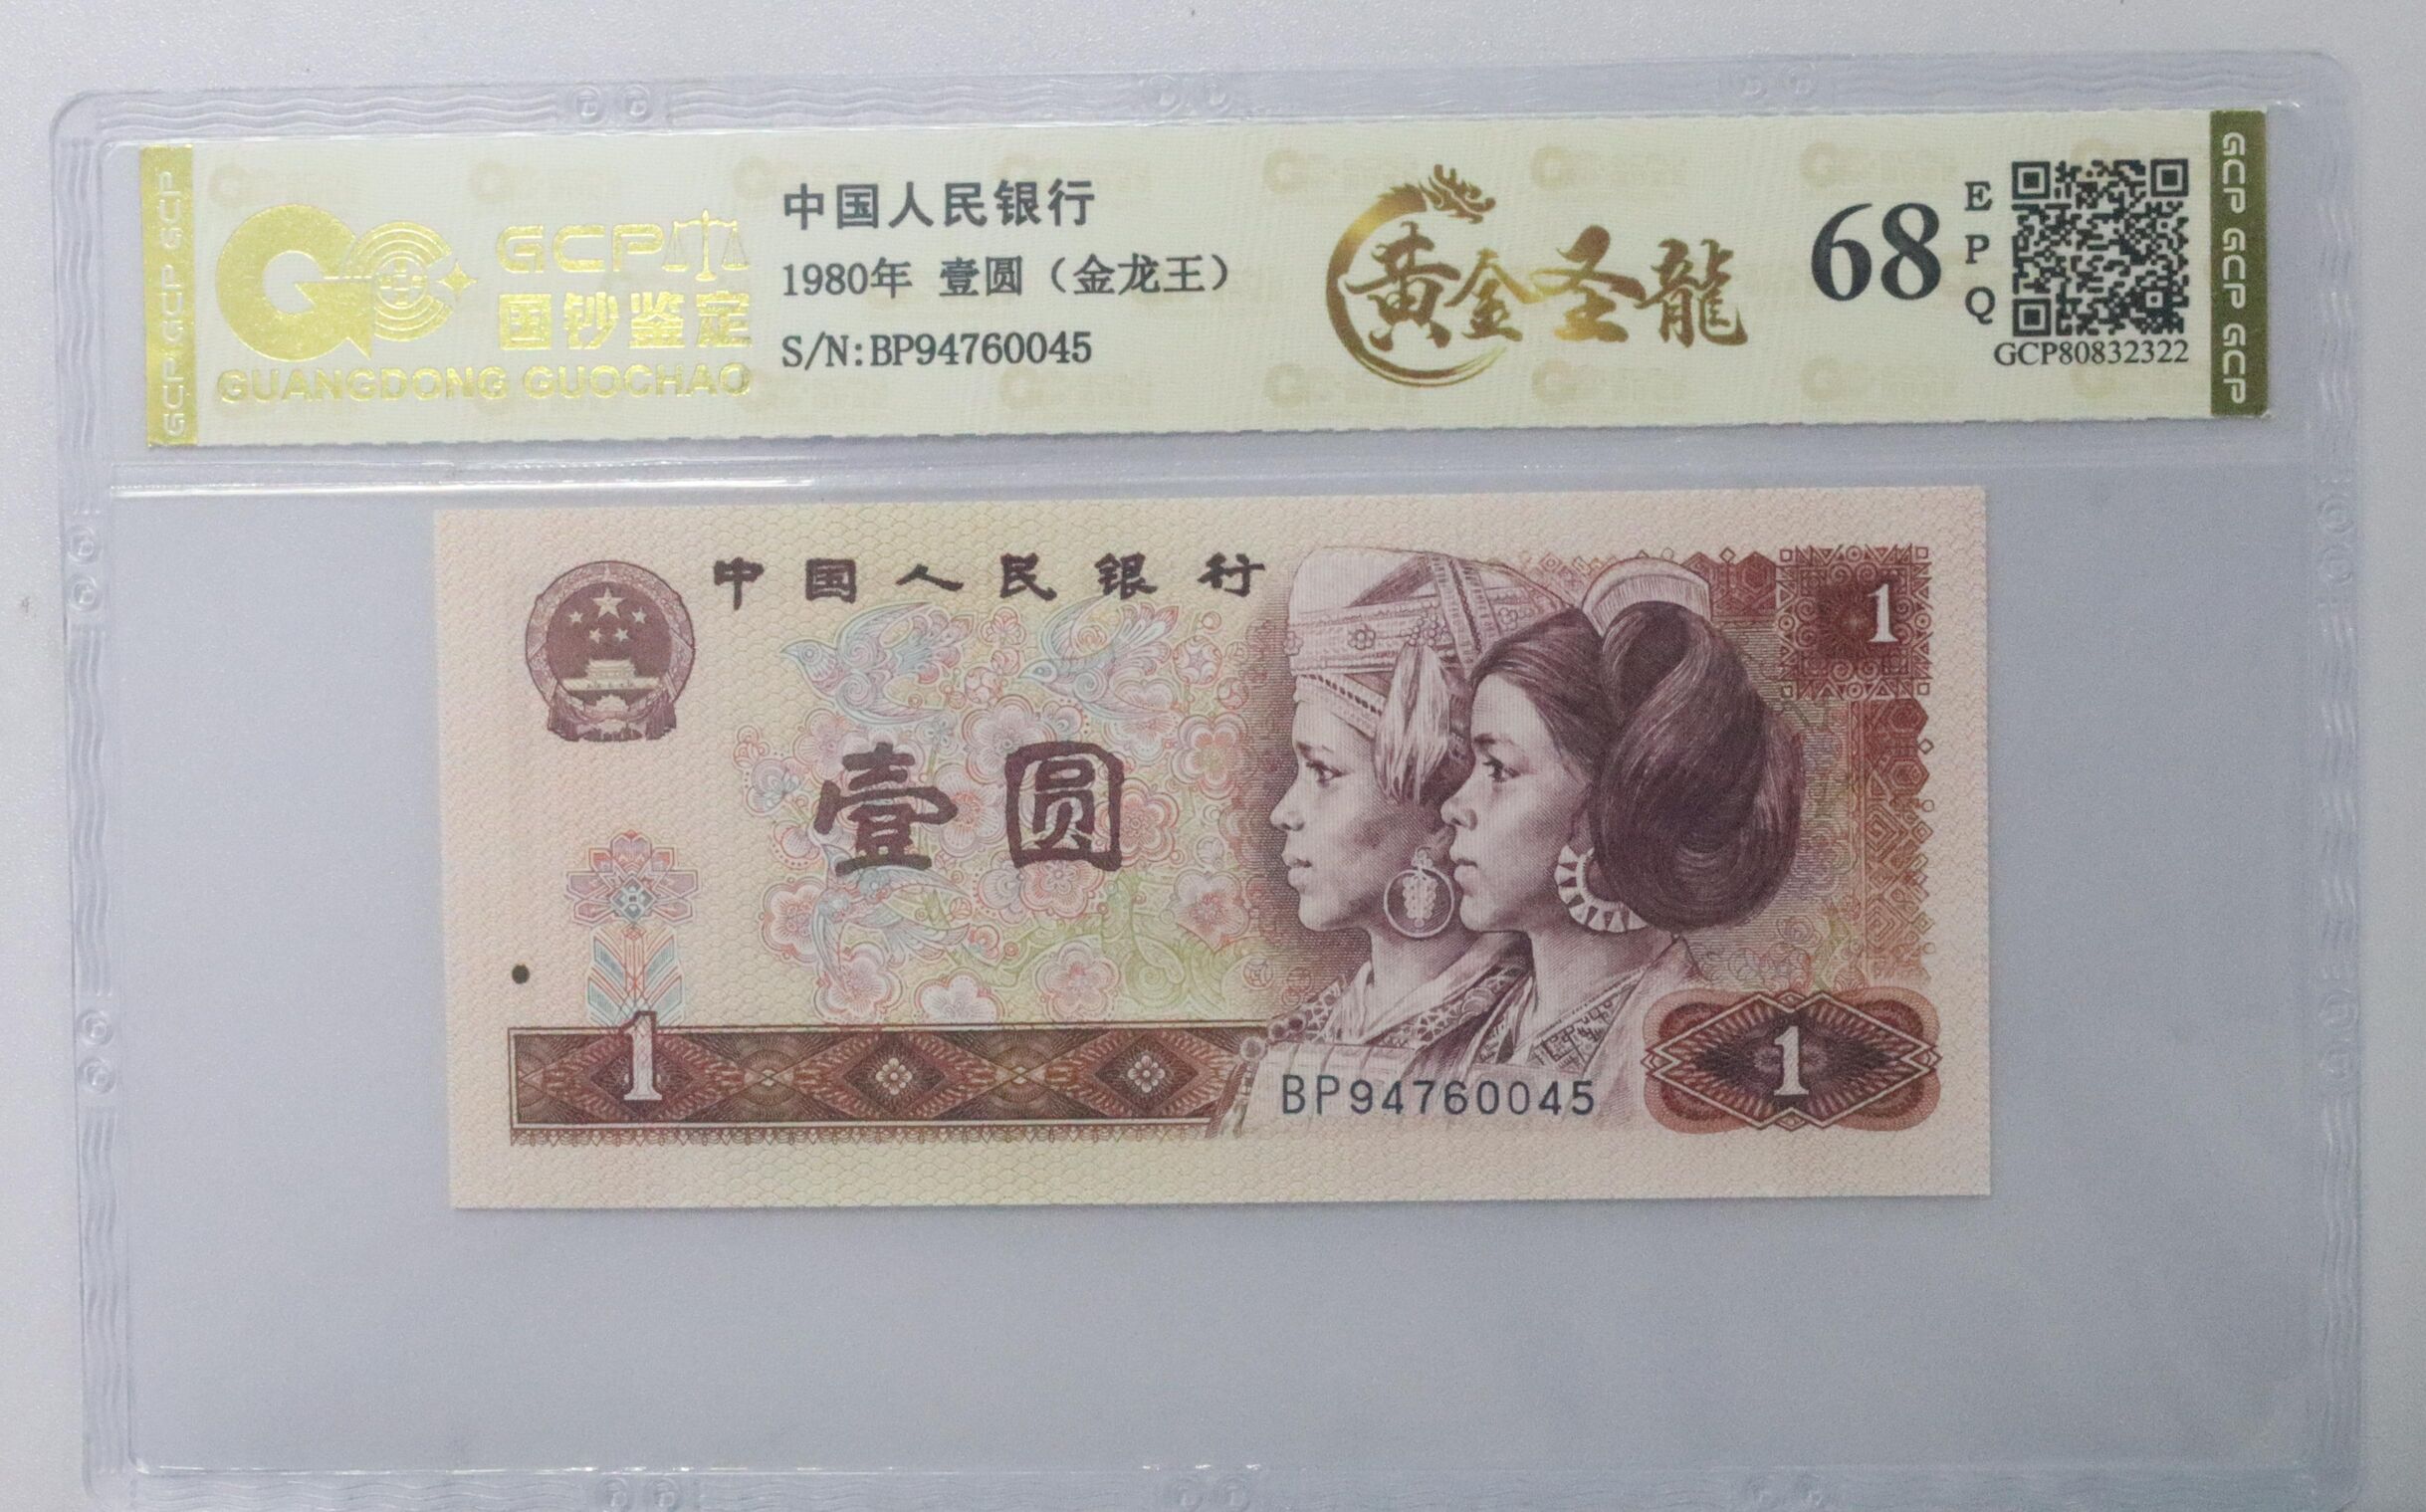 GCP
国钞鉴定
GUANGDONG GUOCHAO
中国人民银行
1980年 壹圆（金龙王）
S/N:BP94760045
黄金圣龍
68
EPQ
GCP80832322
GCP GCP GCP
GCP GCP GCP
中国人民银行
1
壹圆
1
BP94760045
1